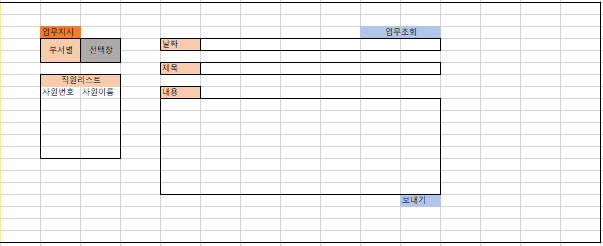 업무지시 업무조회
부서별 선택창 날짜
제목
직원리스트
사원번호 사원이름 내용
보내기